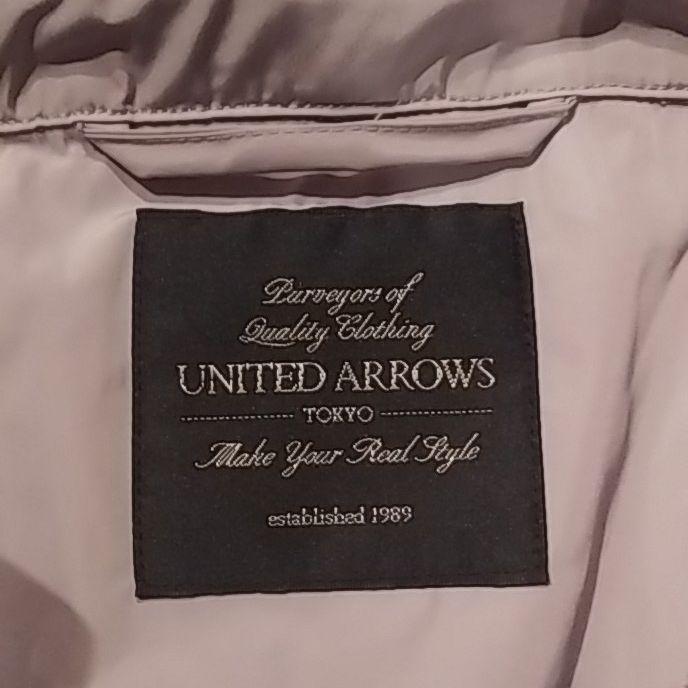 Purveyors of
Quality Clothing
UNITED ARROWS
TOKYO
Make Your Real Style
established 1989